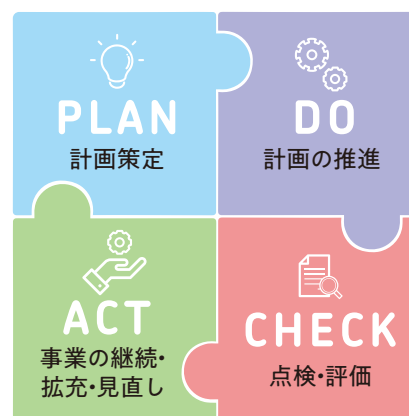 PLAN
計画策定
DO
計画の推進
ACT
事業の継続・
拡充・見直し
CHECK
点検・評価